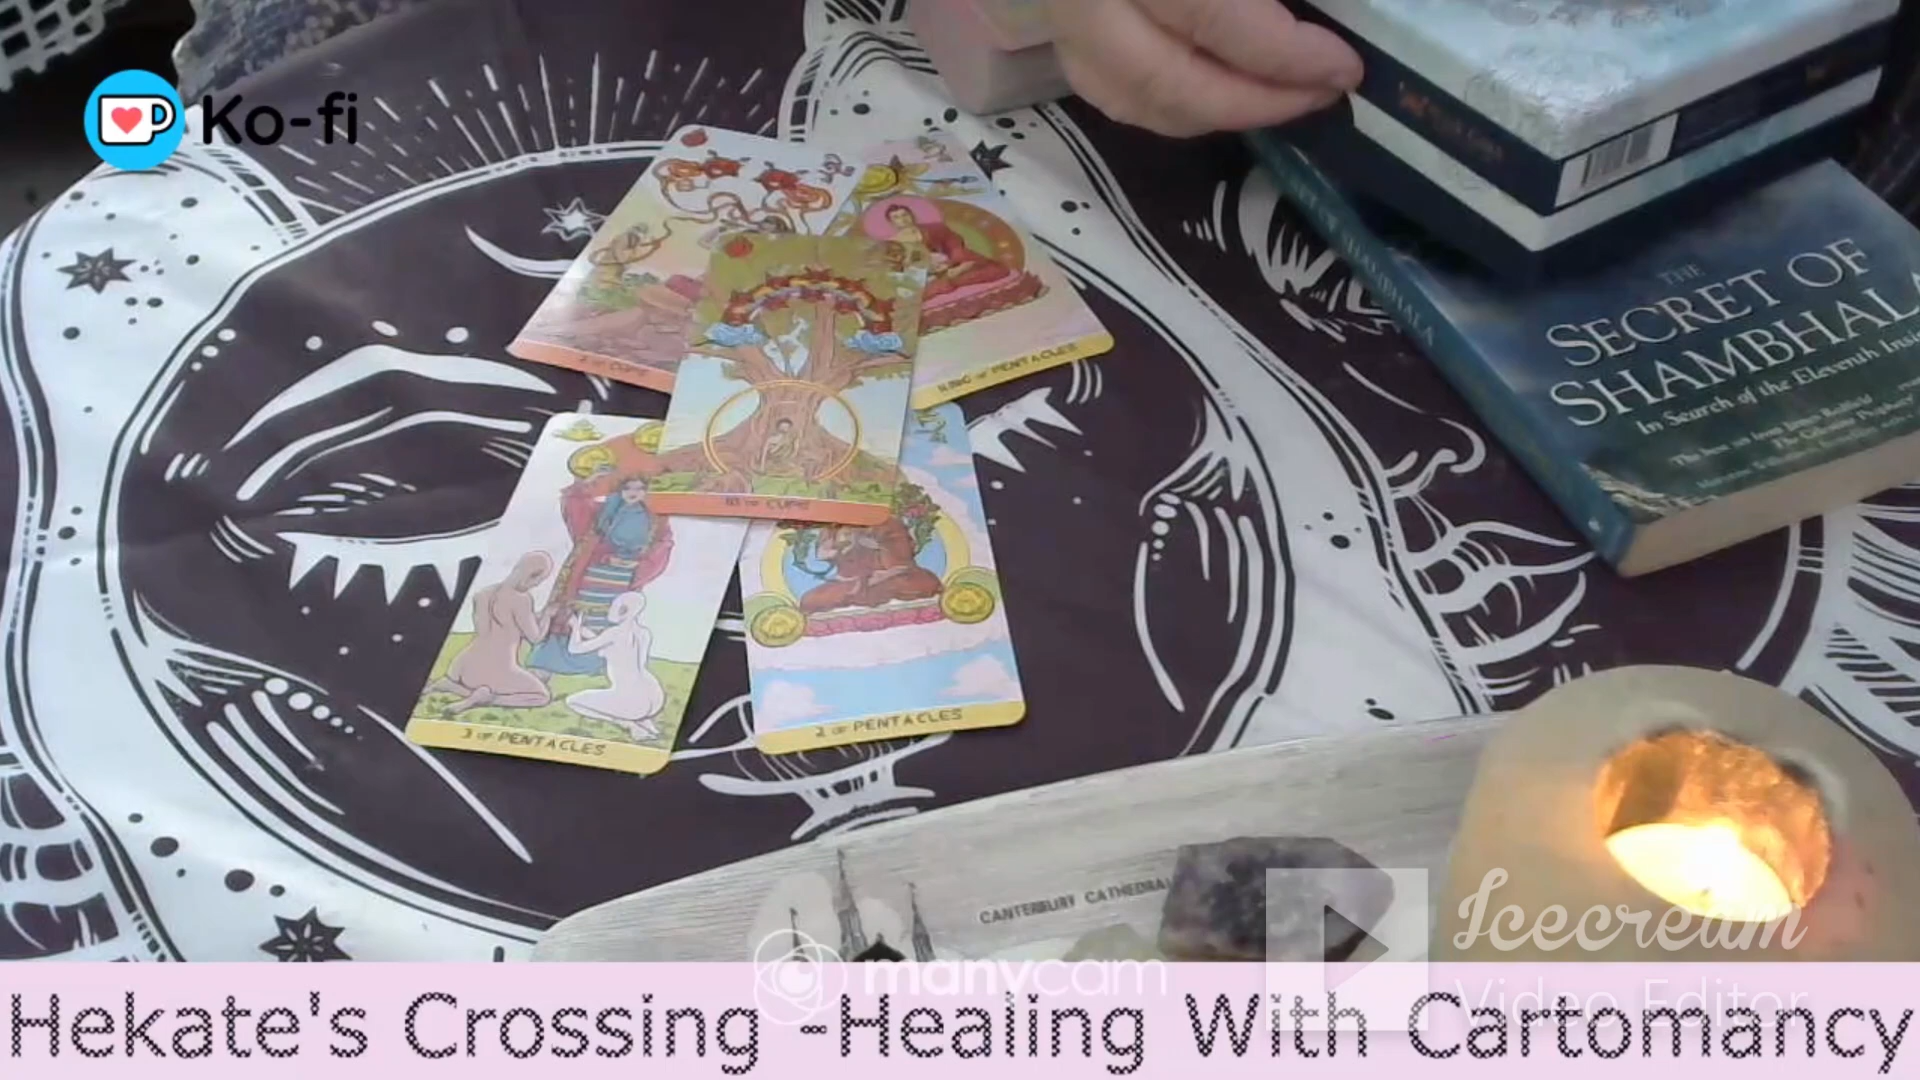 Ko-fi
KING OF PENTACLES
10 OF CUPS
3 OF PENTACLES
2 OF PENTACLES
THE
SECRET OF
SHAMBHALA
In Search of the Eleventh Insight
CANTERBURY CATHEDRAL
manycam
Icecream
Video Editor
Hekate's Crossing -Healing With Cartomancy